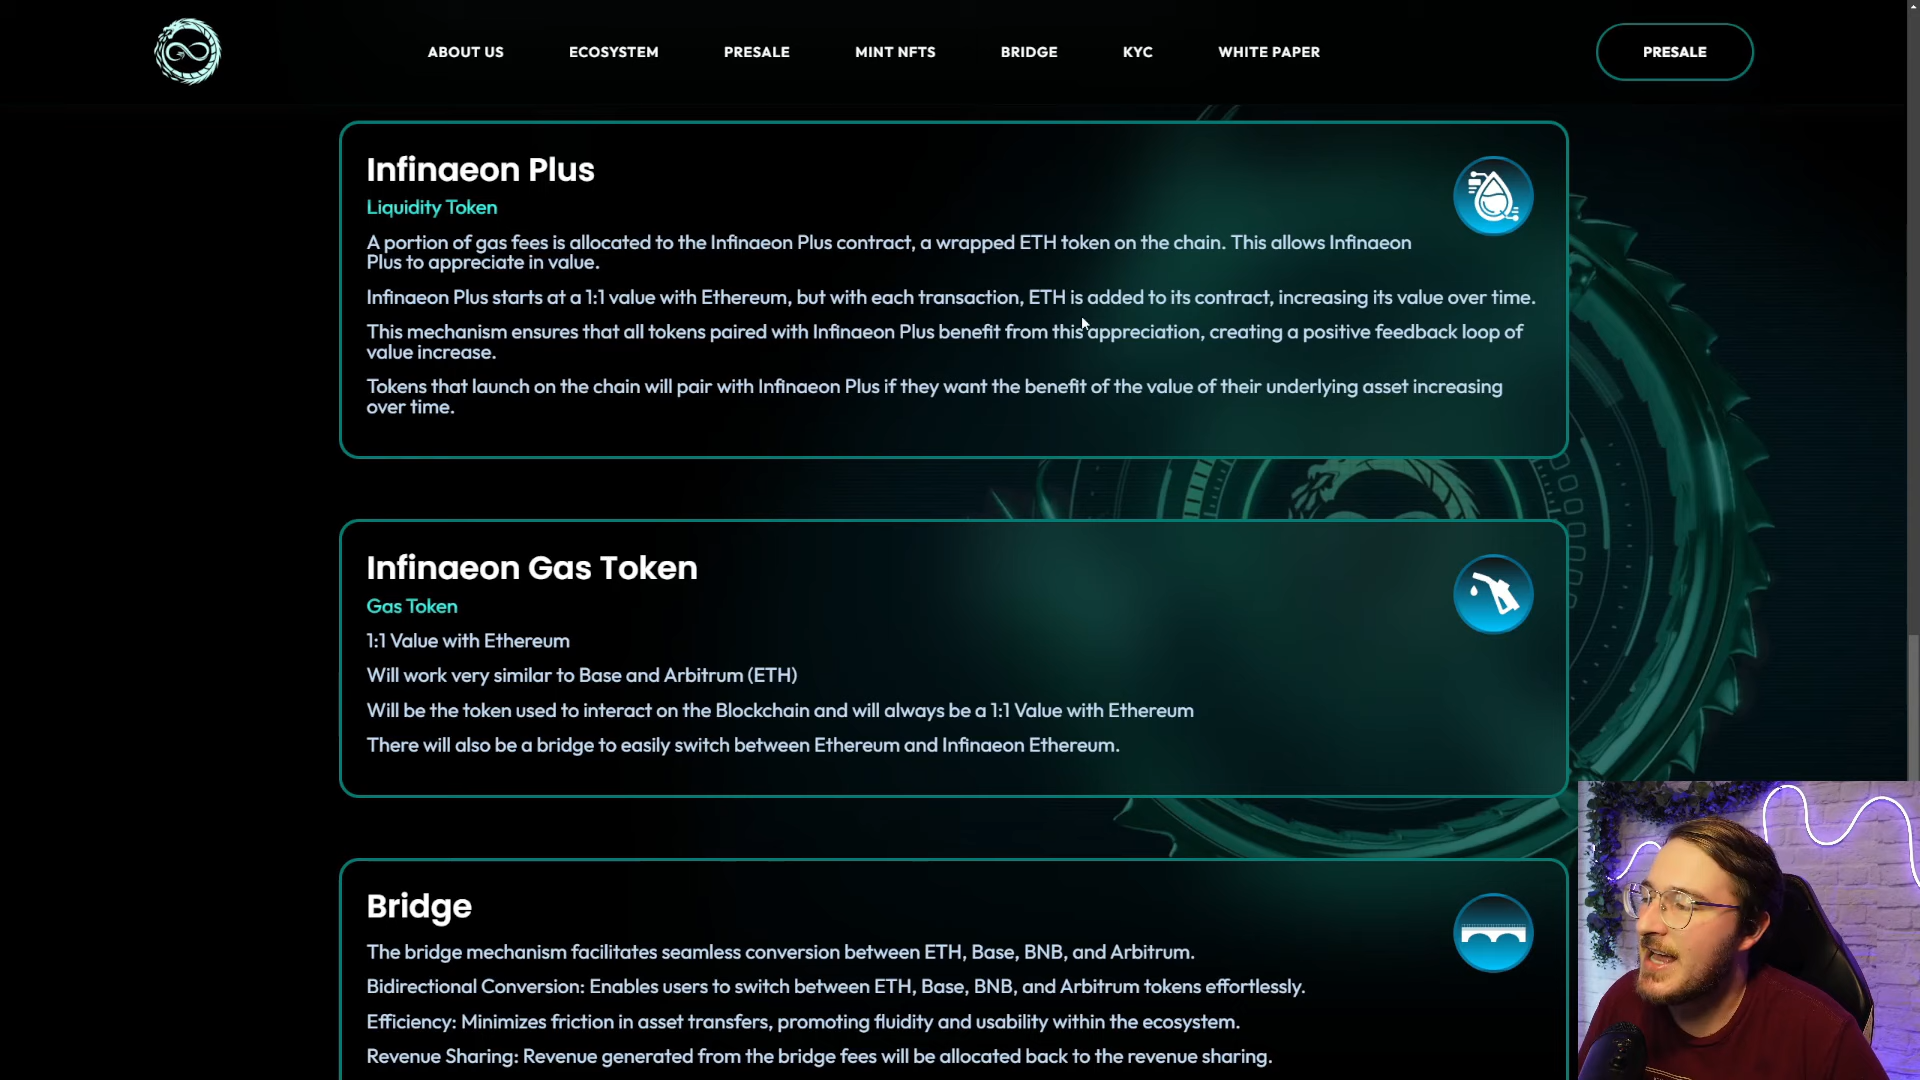 ABOUT US
ECOSYSTEM
PRESALE
MINT NFTS
BRIDGE
KYC
WHITE PAPER
PRESALE
Infinaeon Plus
Liquidity Token
A portion of gas fees is allocated to the Infinaeon Plus contract, a wrapped ETH token on the chain. This allows Infinaeon
Plus to appreciate in value.
Infinaeon Plus starts at a 1:1 value with Ethereum, but with each transaction, ETH is added to its contract, increasing its value over time.
This mechanism ensures that all tokens paired with Infinaeon Plus benefit from this appreciation, creating a positive feedback loop of
value increase.
Tokens that launch on the chain will pair with Infinaeon Plus if they want the benefit of the value of their underlying asset increasing
over time.
Infinaeon Gas Token
Gas Token
1:1 Value with Ethereum
Will work very similar to Base and Arbitrum (ETH)
Will be the token used to interact on the Blockchain and will always be a 1:1 Value with Ethereum
There will also be a bridge to easily switch between Ethereum and Infinaeon Ethereum.
Bridge
The bridge mechanism facilitates seamless conversion between ETH, Base, BNB, and Arbitrum.
Bidirectional Conversion: Enables users to switch between ETH, Base, BNB, and Arbitrum tokens effortlessly.
Efficiency: Minimizes friction in asset transfers, promoting fluidity and usability within the ecosystem.
Revenue Sharing: Revenue generated from the bridge fees will be allocated back to the revenue sharing.